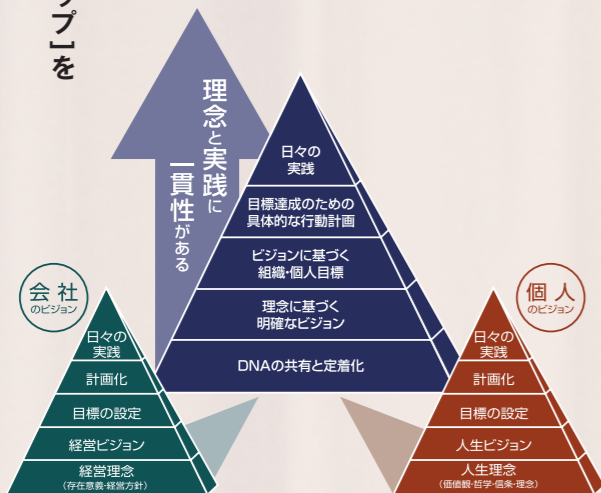 プ］を
理念と実践に
一貫性がある
日々の
実践
目標達成のための
具体的な行動計画
ビジョンに基づく
組織・個人目標
理念に基づく
明確なビジョン
DNAの共有と定着化
会社
のビジョン
日々の
実践
計画化
目標の設定
経営ビジョン
経営理念
（存在意義・経営方針）
個人
のビジョン
日々の
実践
計画化
目標の設定
人生ビジョン
人生理念
（価値観・哲学・信条・理念）